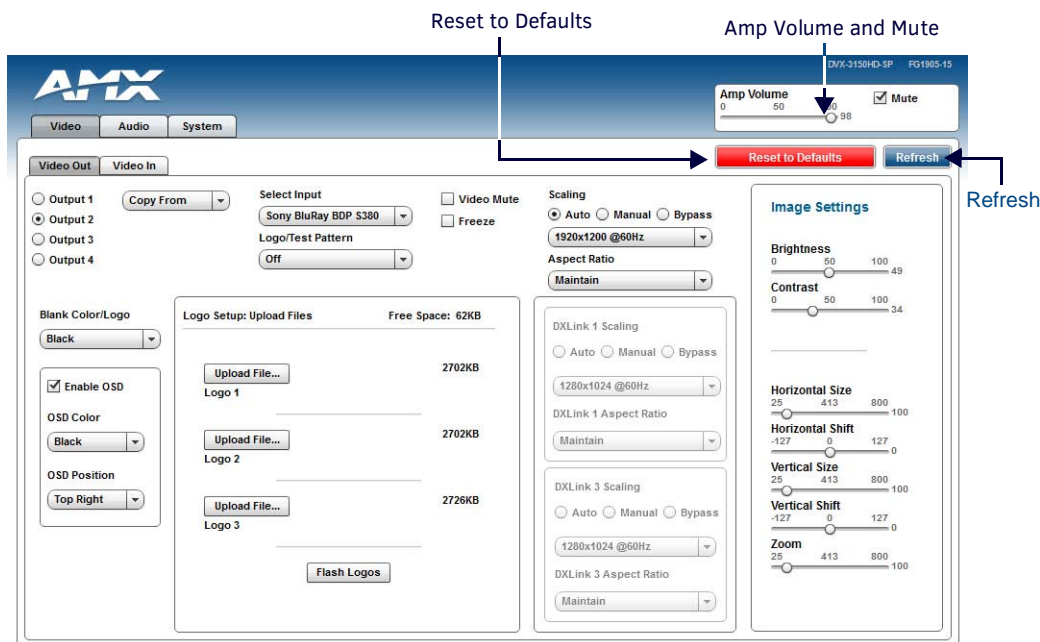 Reset to Defaults
Amp Volume and Mute
DVX-3150HD-SP FG1905-15
AMX
Amp Volume
0 50
98
Mute
Video Audio System
Reset to Defaults
Refresh
Refresh
Video Out Video In
Output 1
Output 2
Output 3
Output 4
Copy From
Select Input
Sony BluRay BDP S380
Logo/Test Pattern
Off
Video Mute
Freeze
Scaling
Auto Manual Bypass
1920x1200 @60Hz
Aspect Ratio
Maintain
Blank Color/Logo
Black
Enable OSD
OSD Color
Black
OSD Position
Top Right
Logo Setup: Upload Files Free Space: 62KB
Upload File... 2702KB
Logo 1
Upload File... 2702KB
Logo 2
Upload File... 2726KB
Logo 3
Flash Logos
DXLink 1 Scaling
Auto Manual Bypass
1280x1024 @60Hz
DXLink 1 Aspect Ratio
Maintain
DXLink 3 Scaling
Auto Manual Bypass
1280x1024 @60Hz
DXLink 3 Aspect Ratio
Maintain
Image Settings
Brightness
0 50 100
49
Contrast
0 50 100
34
Horizontal Size
25 413 800
100
Horizontal Shift
-127 0 127
0
Vertical Size
25 413 800
100
Vertical Shift
-127 0 127
0
Zoom
25 413 800
100